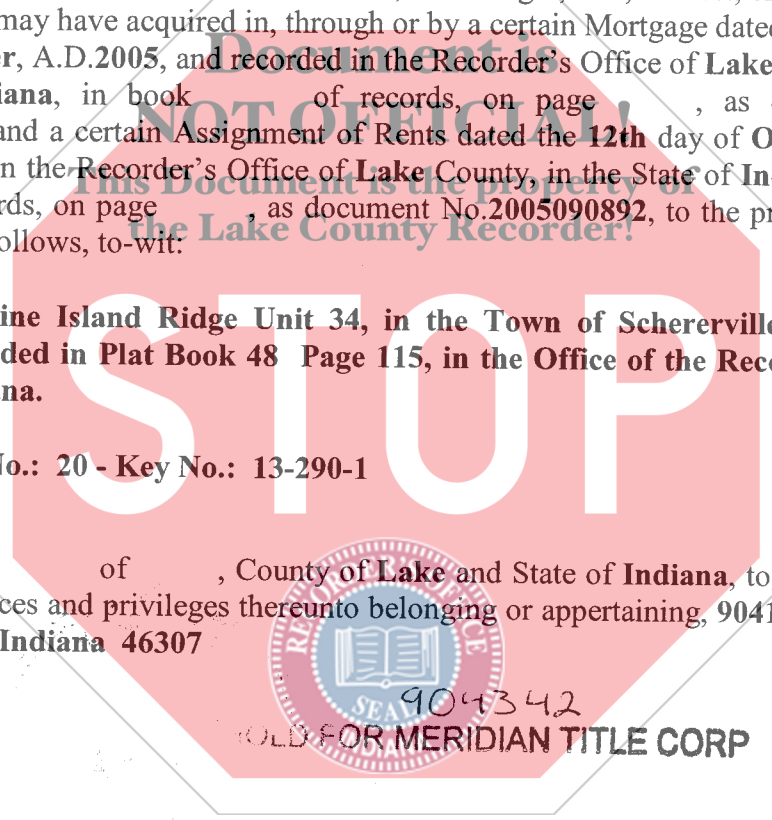 may have acquired in, through or by a certain Mortgage dated
r, A.D.2005, and recorded in the Recorder's Office of Lake
iana, in book of records, on page , as
and a certain Assignment of Rents dated the 12th day of O
n the Recorder's Office of Lake County, in the State of In
rds, on page , as document No.2005090892, to the pr
ollows, to-wit:
Document is
NOT OFFICIAL!
This Document is the property of
the Lake County Recorder!
ine Island Ridge Unit 34, in the Town of Schererville
ded in Plat Book 48 Page 115, in the Office of the Reco
na.
STOP
No.: 20 - Key No.: 13-290-1
of , County of Lake and State of Indiana, to
ces and privileges thereunto belonging or appertaining, 9041
Indiana 46307
SEAL
904342
HOLD FOR MERIDIAN TITLE CORP